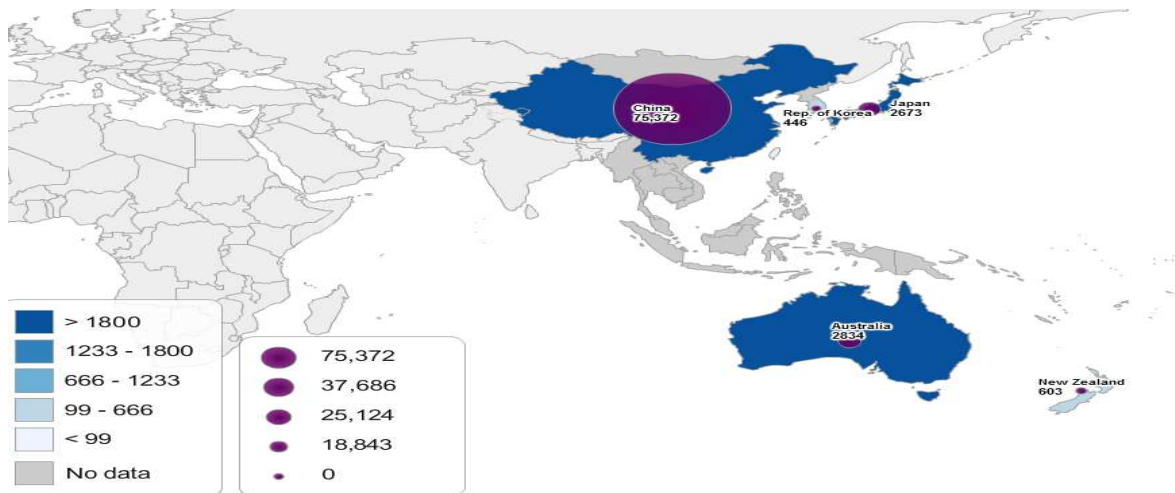 China
75,372
Japan
2673
Rep. of Korea
446
Australia
2834
New Zealand
603
> 1800
1233 - 1800
666 - 1233
99 - 666
< 99
No data
75,372
37,686
25,124
18,843
0